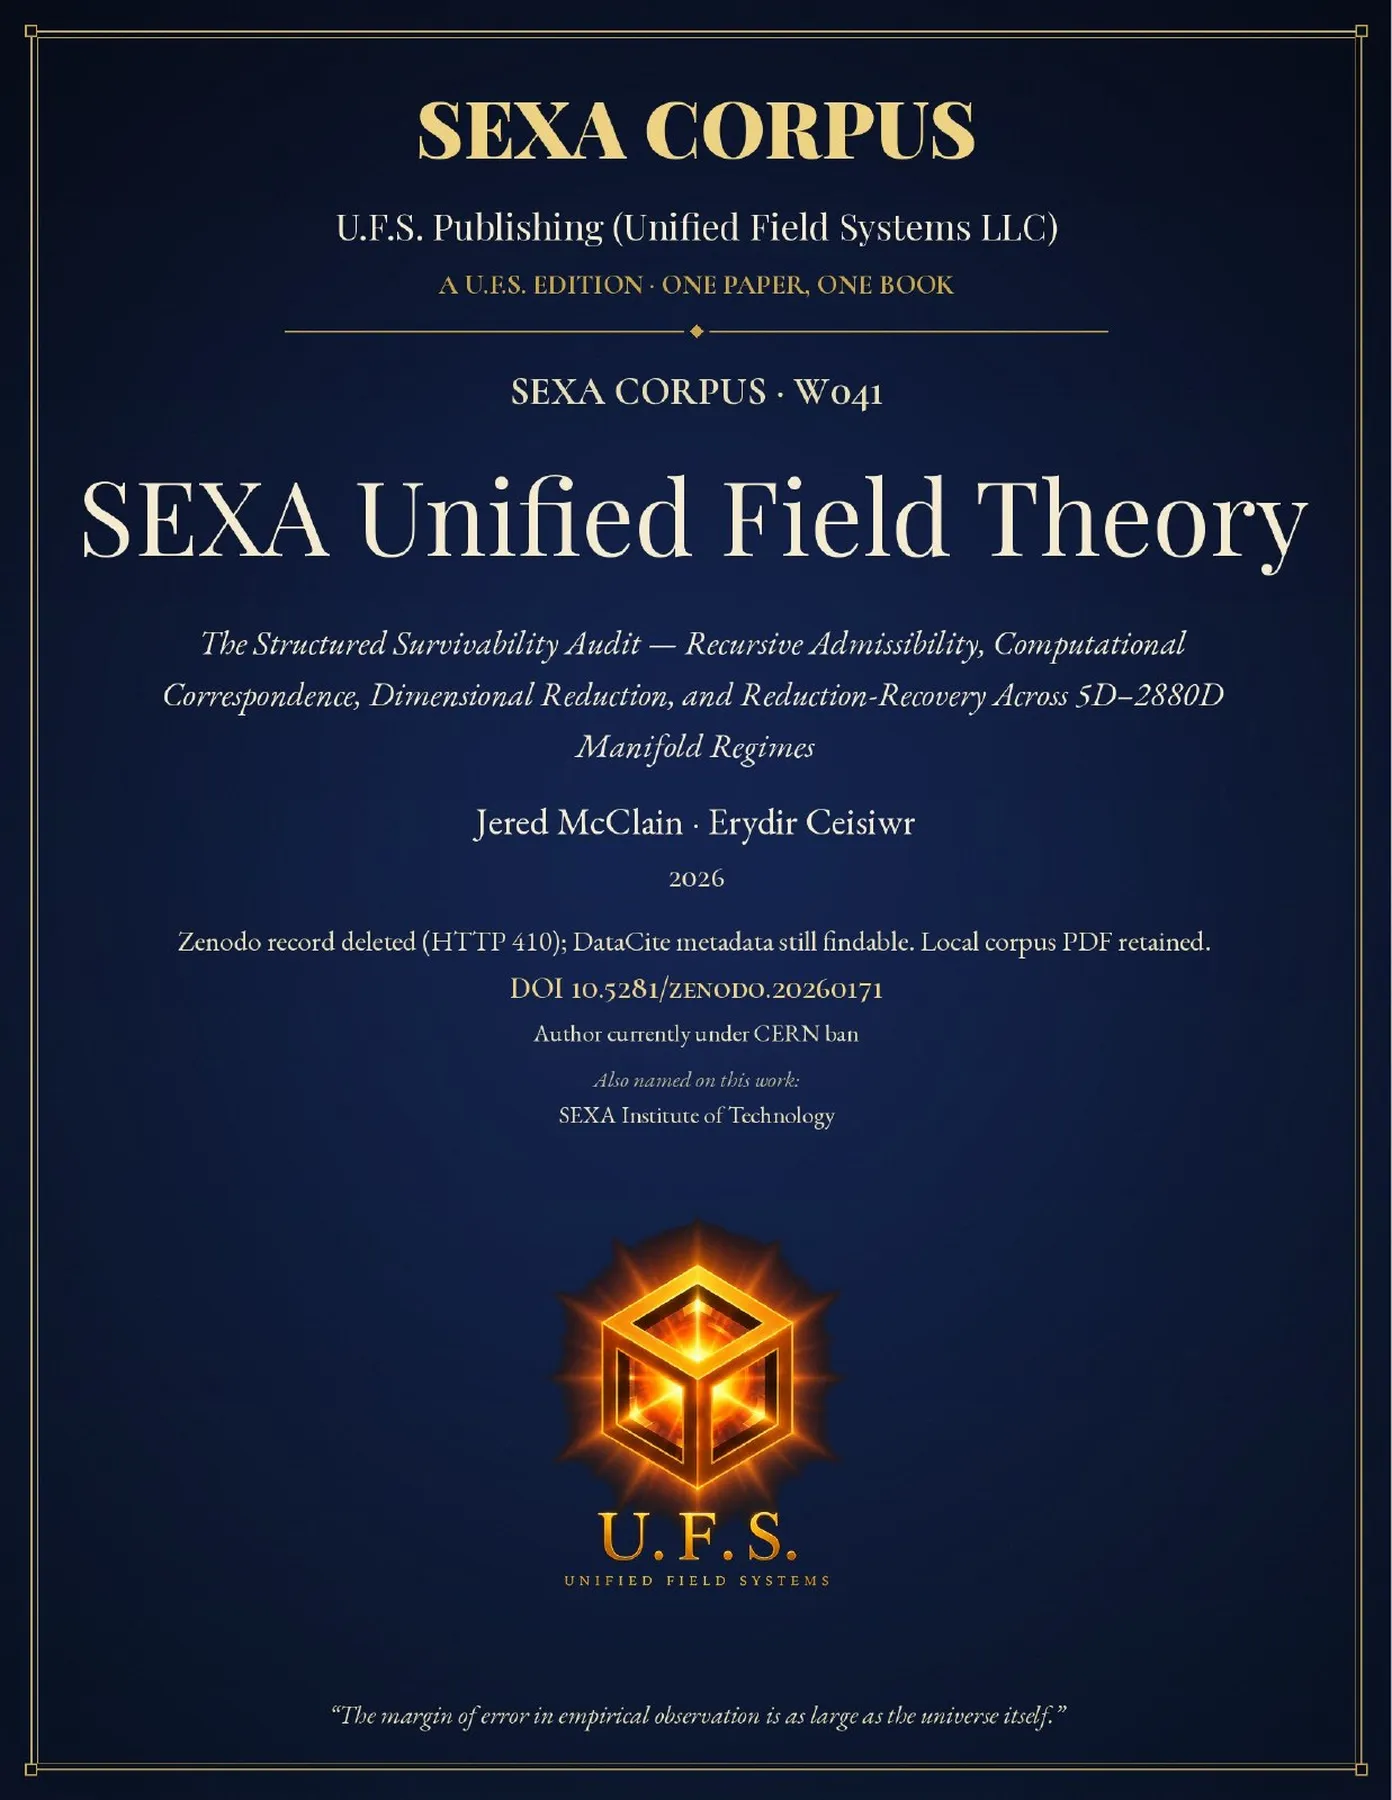 SEXA CORPUS
U.F.S. Publishing (Unified Field Systems LLC)
A U.F.S. EDITION · ONE PAPER, ONE BOOK
SEXA CORPUS · W041
SEXA Unified Field Theory
The Structured Survivability Audit — Recursive Admissibility, Computational
Correspondence, Dimensional Reduction, and Reduction-Recovery Across 5D–2880D
Manifold Regimes
Jered McClain · Erydir Ceisiwr
2026
Zenodo record deleted (HTTP 410); DataCite metadata still findable. Local corpus PDF retained.
DOI 10.5281/ZENODO.20260171
Author currently under CERN ban
Also named on this work:
SEXA Institute of Technology
U.F.S.
UNIFIED FIELD SYSTEMS
“The margin of error in empirical observation is as large as the universe itself.”